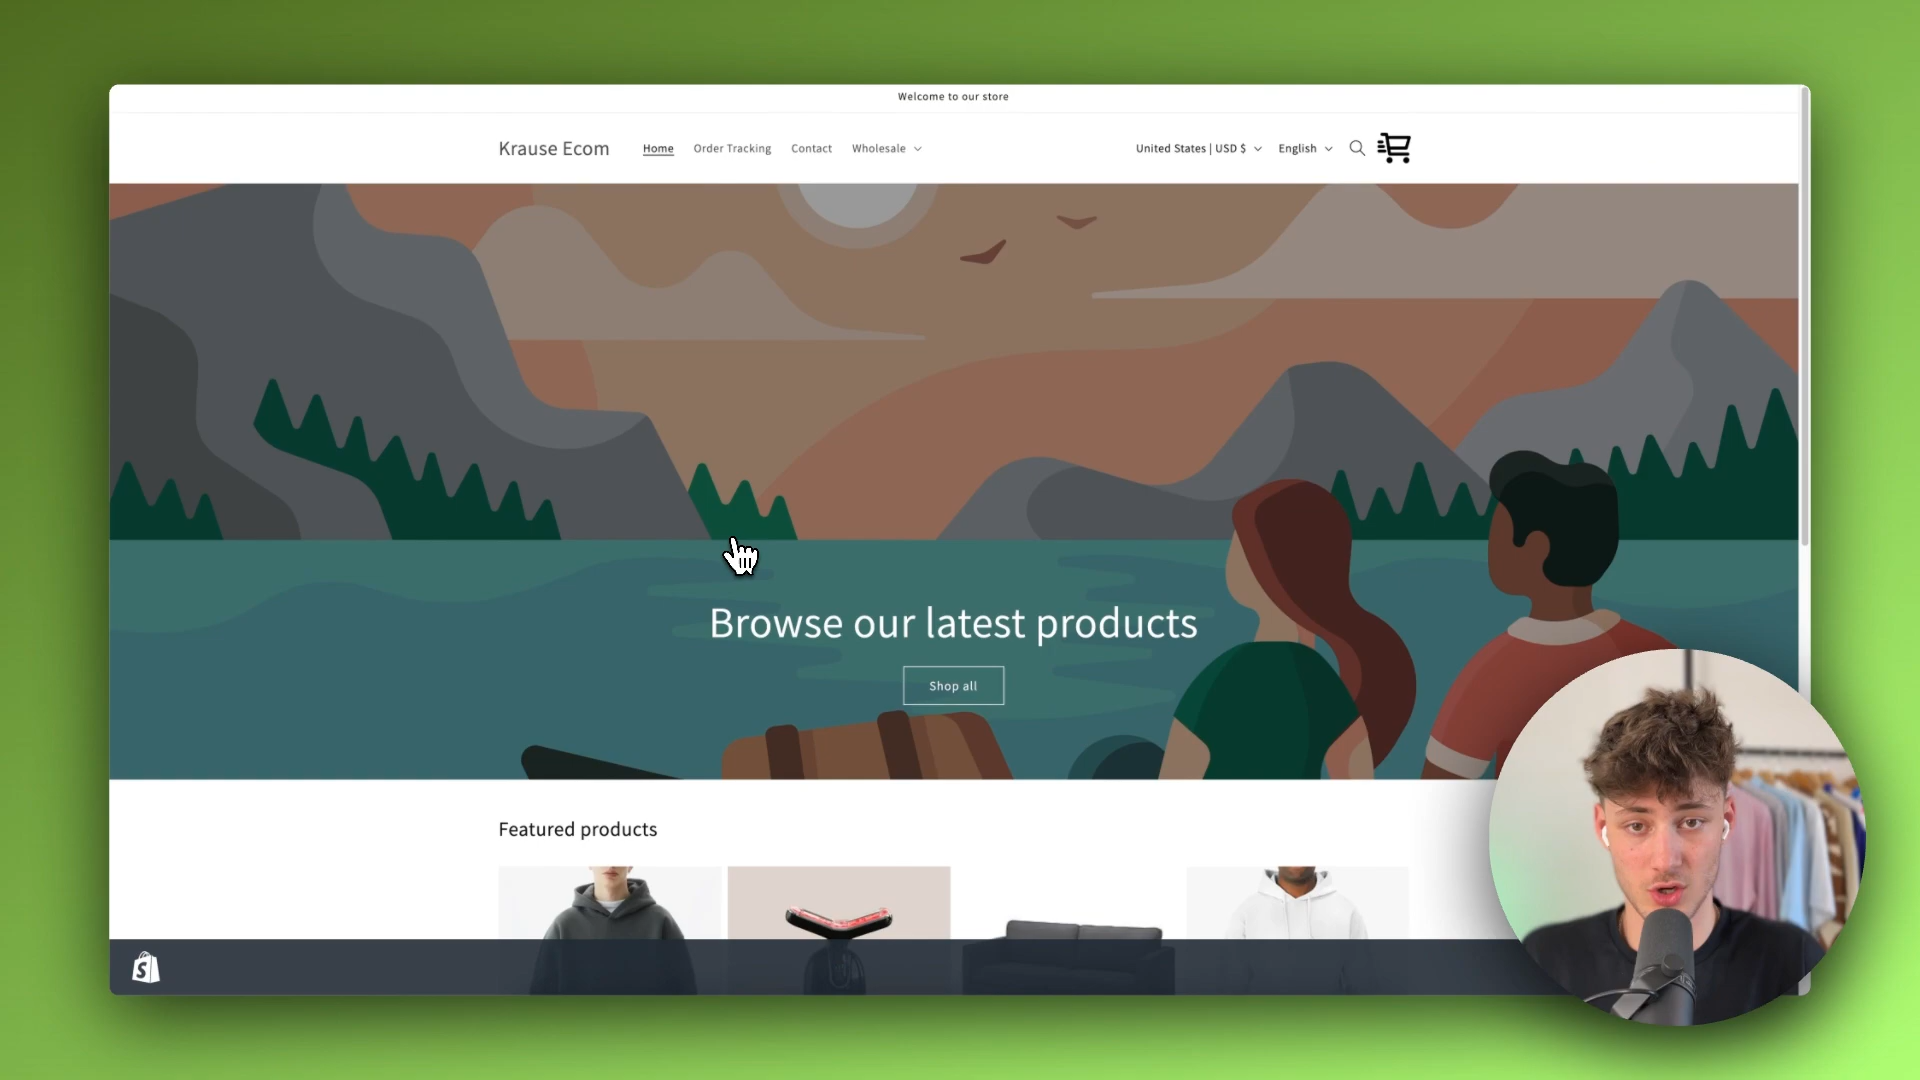 Welcome to our store
Krause Ecom Home Order Tracking Contact Wholesale United States | USD $ English
Browse our latest products
Shop all
Featured products